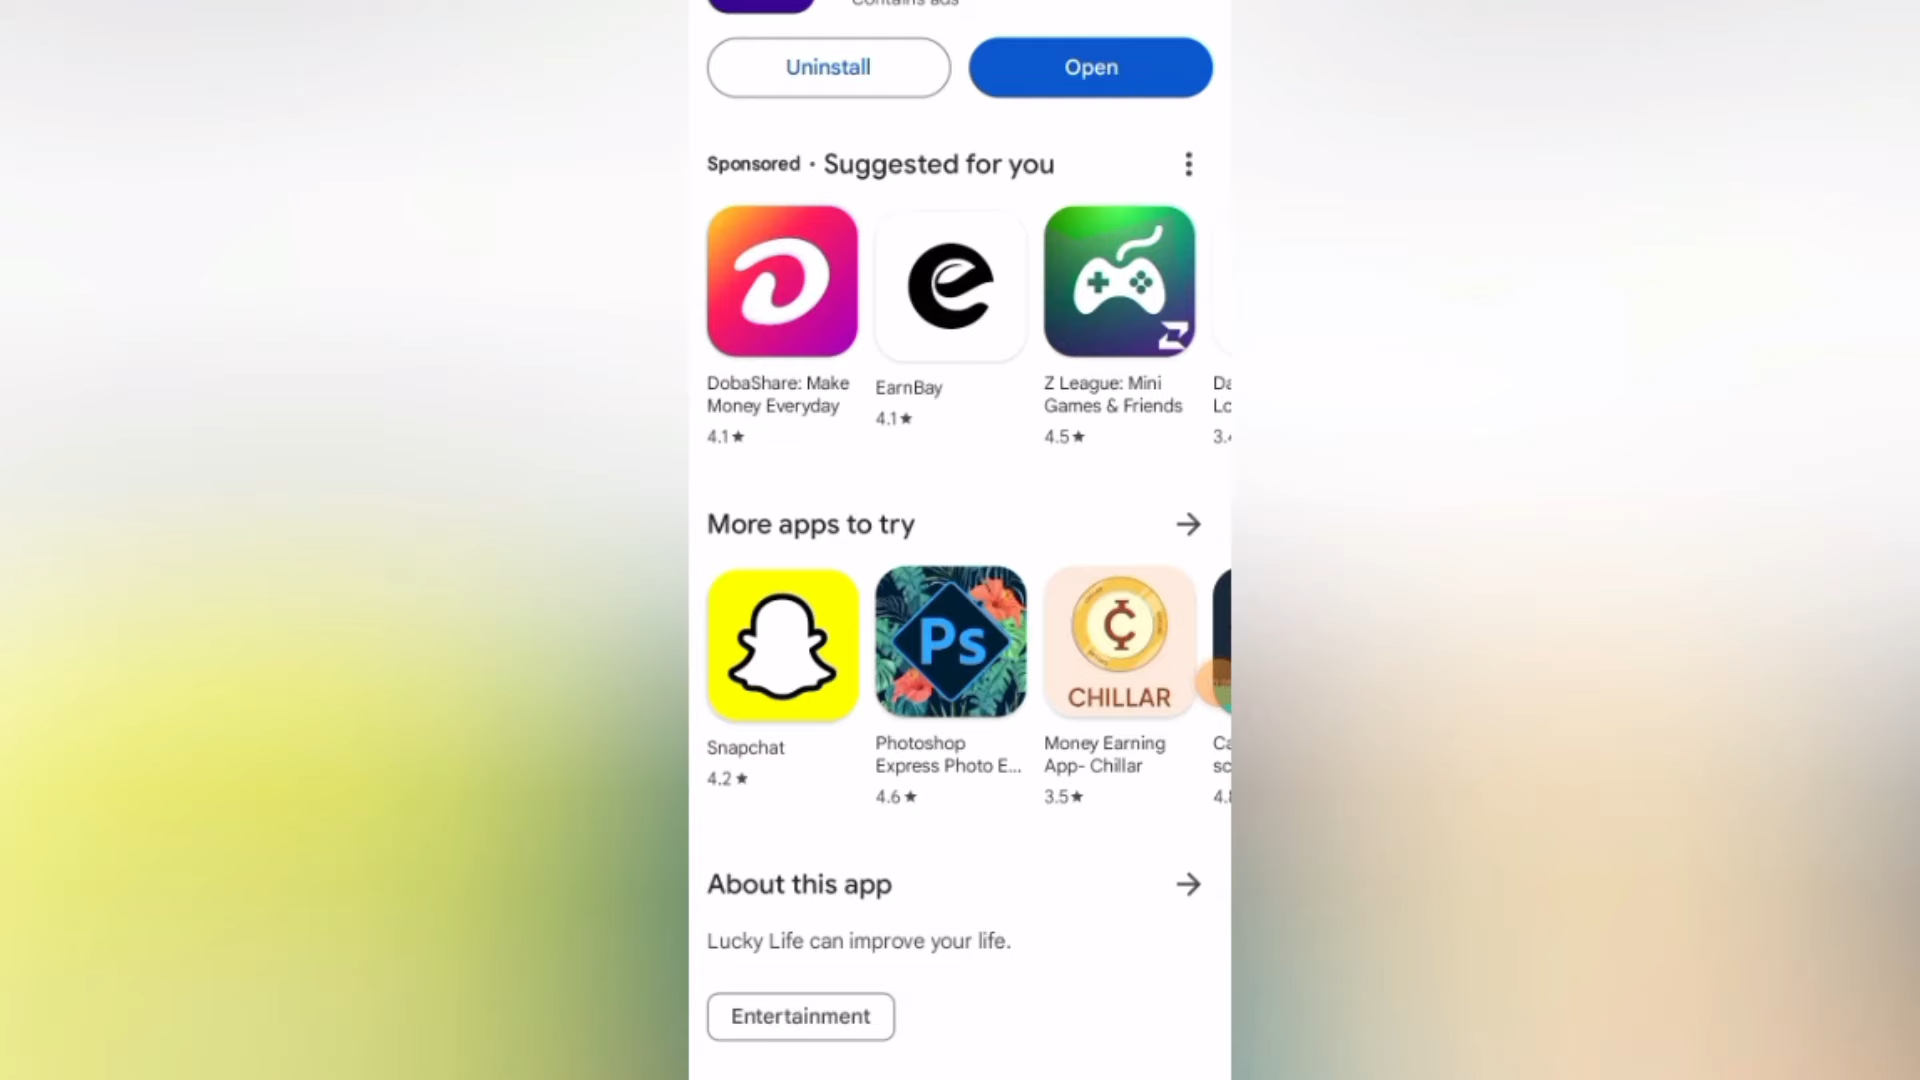 Contains ads
Uninstall
Open
Sponsored · Suggested for you
DobaShare: Make
Money Everyday
4.1★
EarnBay
4.1★
Z League: Mini
Games & Friends
4.5★
More apps to try
Ps
CHILLAR
Snapchat
4.2★
Photoshop
Express Photo E...
4.6★
Money Earning
App- Chillar
3.5★
About this app
Lucky Life can improve your life.
Entertainment